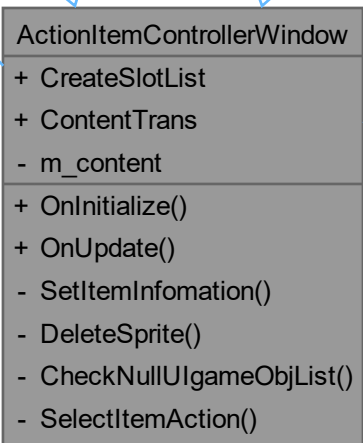 ActionItemControllerWindow
+ CreateSlotList
+ ContentTrans
- m_content
+ OnInitialize()
+ OnUpdate()
- SetItemInfomation()
- DeleteSprite()
- CheckNullUIgameObjList()
- SelectItemAction()